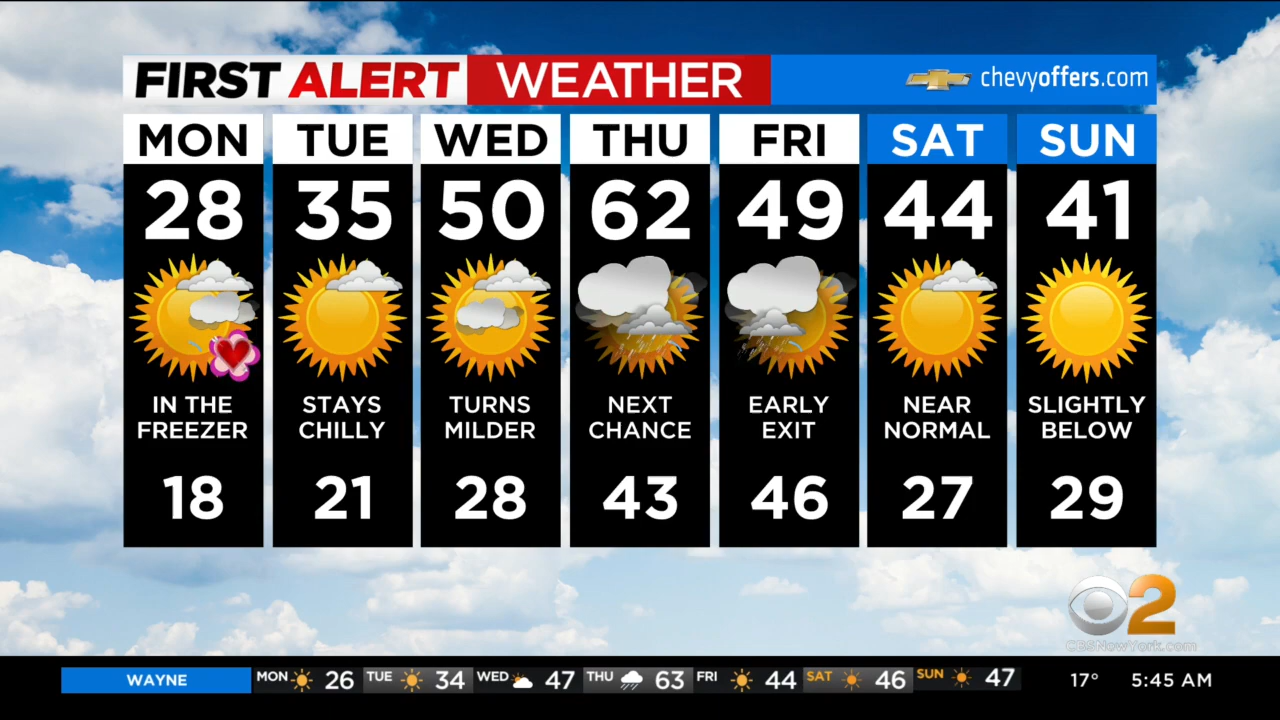 FIRST ALERT WEATHER
chevyoffers.com
MON TUE WED THU FRI SAT SUN
28 35 50 62 49 44 41
IN THE STAYS TURNS NEXT EARLY NEAR SLIGHTLY
FREEZER CHILLY MILDER CHANCE EXIT NORMAL BELOW
18 21 28 43 46 27 29
2
CBSNewYork.com
WAYNE MON 26 TUE 34 WED 47 THU 63 FRI 44 SAT 46 SUN 47 17° 5:45 AM